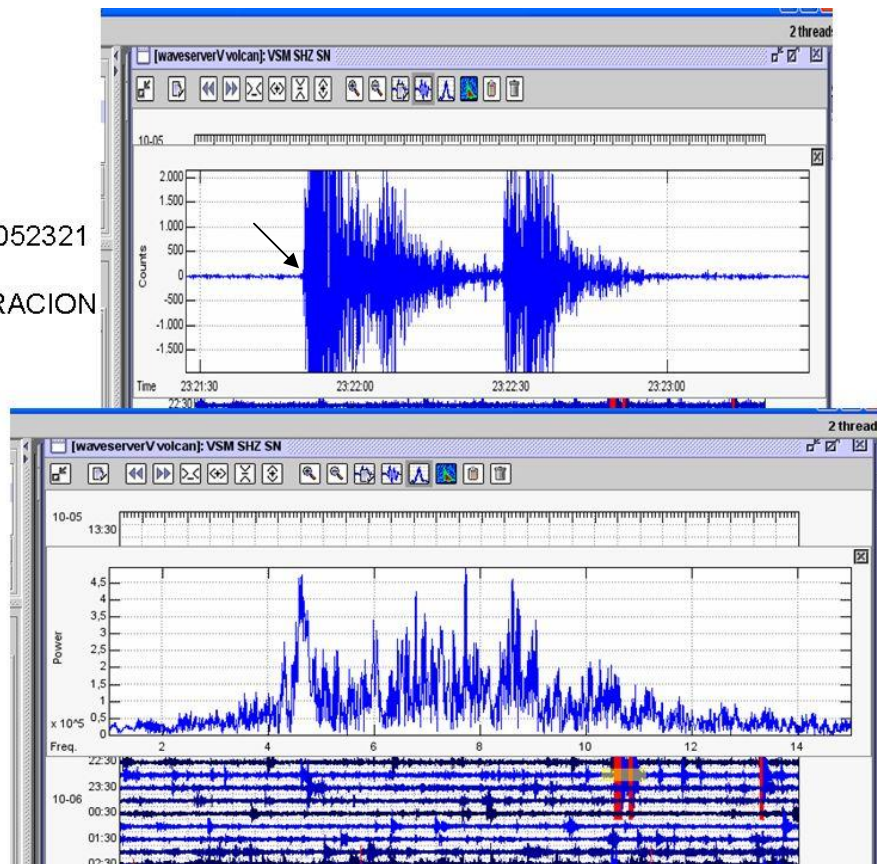 2 thread
[waveserverV volcan]: VSM SHZ SN
10-05
2.000
1.500
1.000
500
0
-500
-1.000
-1.500
Counts
Time 23:21:30 23:22:00 23:22:30 23:23:00
22:30
052321
RACION
2 thread
[waveserverV volcan]: VSM SHZ SN
10-05
13:30
4,5
4
3,5
3
2,5
2
1,5
1
0,5
0
Power
x 10^5
Freq. 2 4 6 8 10 12 14
22:30
23:30
10-06
00:30
01:30
02:30